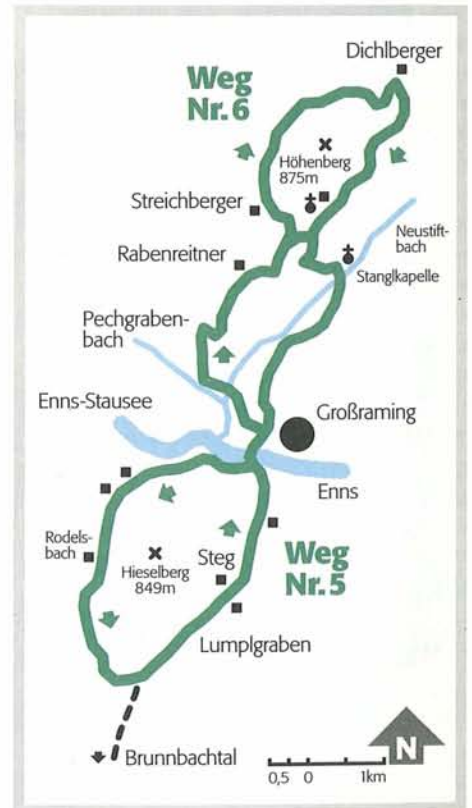 Dichlberger
Weg
Nr. 6
Höhenberg
875m
Streichberger
Neustift-
bach
Rabenreitner
Stanglkapelle
Pechgraben-
bach
Enns-Stausee
Großraming
Enns
Rodels-
bach
Hieselberg
849m
Steg
Weg
Nr. 5
Lumplgraben
Brunnbachtal
N
0,5 0 1km